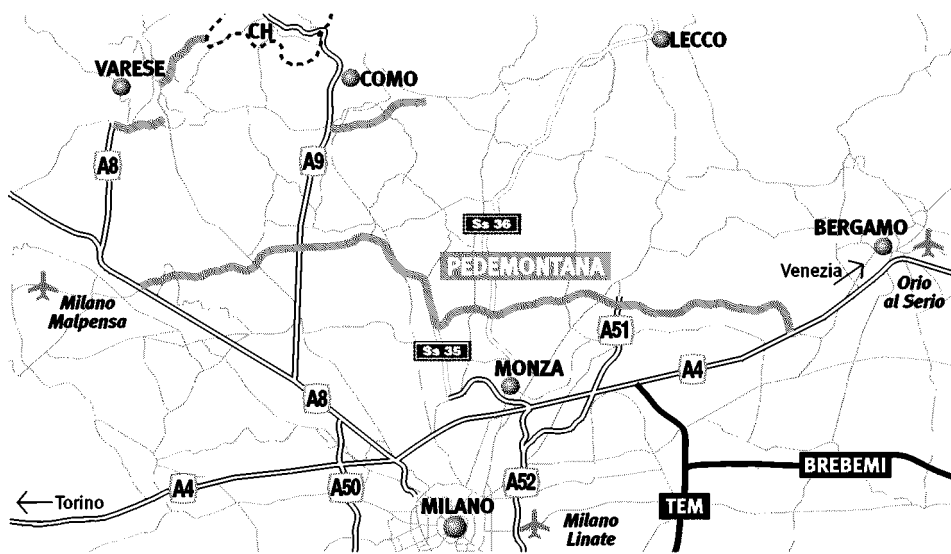 CH
LECCO
VARESE
COMO
A8
A9
Ss 36
BERGAMO
PEDEMONTANA
Venezia
Orio
al Serio
Milano
Malpensa
A51
Ss 35
MONZA
A4
A8
BREBEMI
A4
A50
A52
Torino
MILANO
TEM
Milano
Linate